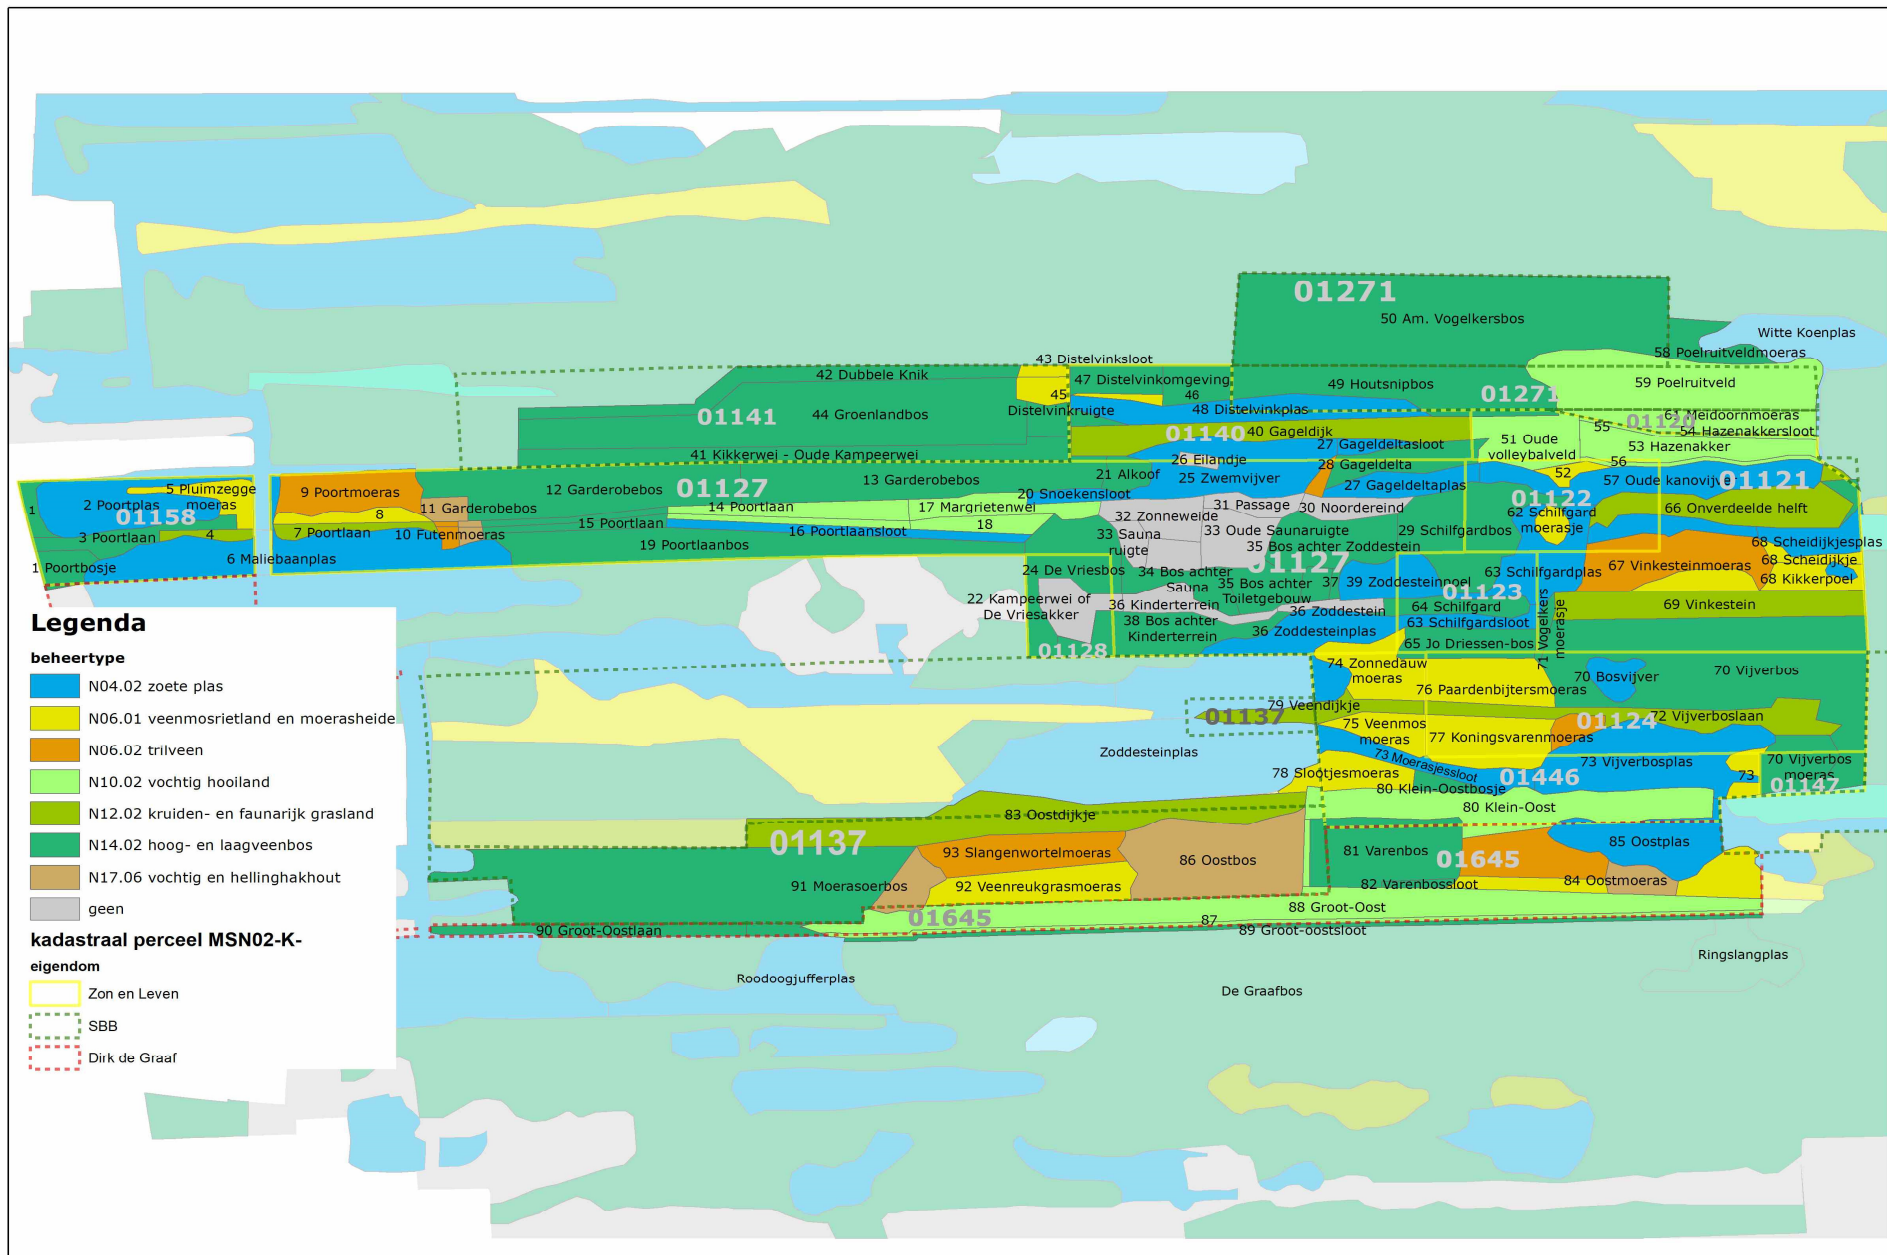 01271
50 Am. Vogelkersbos
Witte Koenplas
58 Poelruitveldmoeras
43 Distelvinksloot
42 Dubbele Knik
47 Distelvinkomgeving
49 Houtsnipbos
59 Poelruitveld
45
46
01271
01141
44 Groenlandbos
Distelvinkruigte
48 Distelvinkplas
61 Meidoornmoeras
01120
55
54 Hazenakkersloot
01140
40 Gageldijk
27 Gageldeltasloot
51 Oude
volleybalveld
53 Hazenakker
41 Kikkerwei - Oude Kampeerwei
26 Eilandje
28 Gageldelta
56
21 Alkoof
25 Zwemvijver
52
57 Oude kanovijver
01121
13 Garderobebos
27 Gageldeltaplas
12 Garderobebos
01127
20 Snoekensloot
01122
5 Pluimzegge
moeras
9 Poortmoeras
2 Poortplas
1
01158
11 Garderobebos
14 Poortlaan
17 Margrietenwei
31 Passage
30 Noordereind
62 Schilfgard
moerasje
66 Onverdeelde helft
8
32 Zonneweide
18
15 Poortlaan
16 Poortlaansloot
33 Sauna
ruigte
33 Oude Saunaruigte
29 Schilfgardbos
3 Poortlaan
4
7 Poortlaan
10 Futenmoeras
19 Poortlaanbos
35 Bos achter Zoddestein
68 Scheidijkjesplas
6 Maliebaanplas
1 Poortbosje
01127
24 De Vriesbos
34 Bos achter
Sauna
35 Bos achter
Toiletgebouw
37
39 Zoddesteinpoel
63 Schilfgardplas
67 Vinkesteinmoeras
68 Scheidijkje
68 Kikkerpoel
01123
22 Kampeerwei of
De Vriesakker
36 Kinderterrein
36 Zoddestein
64 Schilfgard
69 Vinkestein
38 Bos achter
Kinderterrein
36 Zoddesteinplas
63 Schilfgardsloot
65 Jo Driessen-bos
71 Vogelkers
moerasje
01128
74 Zonnedauw
moeras
76 Paardenbijtersmoeras
70 Bosvijver
70 Vijverbos
79 Veendijkje
01137
75 Veenmos
moeras
01124
72 Vijverboslaan
77 Koningsvarenmoeras
Zoddesteinplas
73 Moerasjessloot
73 Vijverbosplas
70 Vijverbos
moeras
78 Slootjesmoeras
01446
73
01147
80 Klein-Oostbosje
80 Klein-Oost
83 Oostdijkje
01137
93 Slangenwortelmoeras
86 Oostbos
81 Varenbos
01645
85 Oostplas
91 Moerasoerbos
92 Veenreukgrasmoeras
82 Varenbossloot
84 Oostmoeras
01645
88 Groot-Oost
87
90 Groot-Oostlaan
89 Groot-oostsloot
Roodoogjufferplas
De Graafbos
Ringslangplas
Legenda
beheertype
N04.02 zoete plas
N06.01 veenmosrietland en moerasheide
N06.02 trilveen
N10.02 vochtig hooiland
N12.02 kruiden- en faunarijk grasland
N14.02 hoog- en laagveenbos
N17.06 vochtig en hellinghakhout
geen
kadastraal perceel MSN02-K-
eigendom
Zon en Leven
SBB
Dirk de Graaf